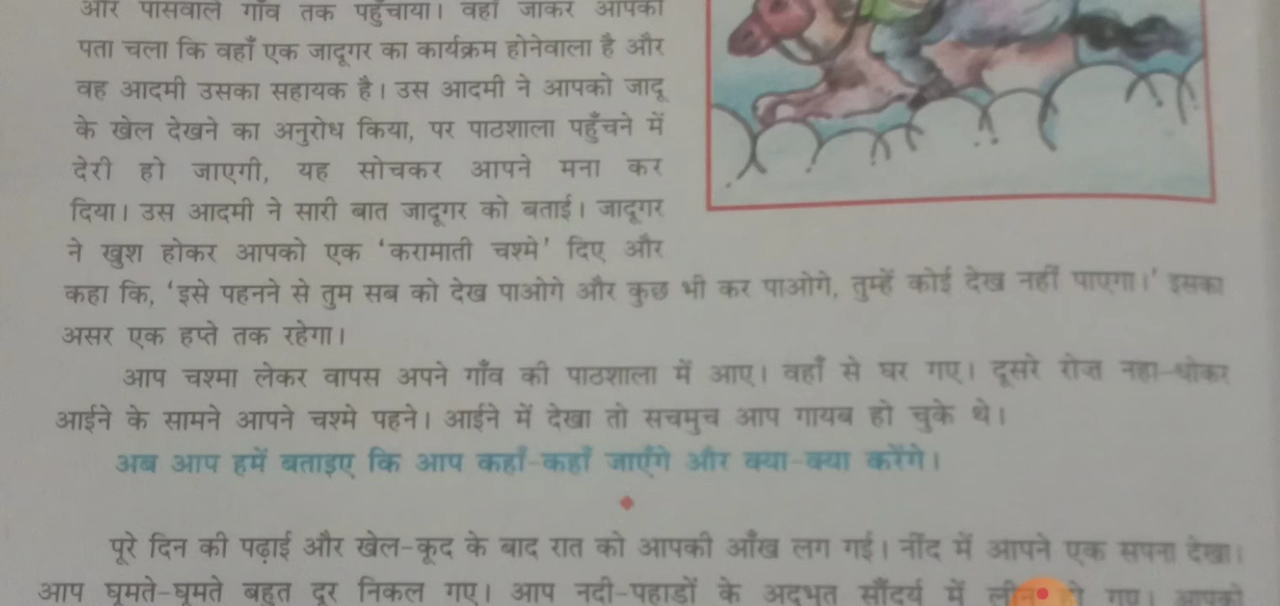 और पासवाले गाँव तक पहुँचाया। वहाँ जाकर आपको
पता चला कि वहाँ एक जादूगर का कार्यक्रम होनेवाला है और
वह आदमी उसका सहायक है। उस आदमी ने आपको जादू
के खेल देखने का अनुरोध किया, पर पाठशाला पहुँचने में
देरी हो जाएगी, यह सोचकर आपने मना कर
दिया। उस आदमी ने सारी बात जादूगर को बताई। जादूगर
ने खुश होकर आपको एक 'करामाती चश्मे' दिए और
कहा कि, 'इसे पहनने से तुम सब को देख पाओगे और कुछ भी कर पाओगे, तुम्हें कोई देख नहीं पाएगा।' इसका
असर एक हप्ते तक रहेगा।
आप चश्मा लेकर वापस अपने गाँव की पाठशाला में आए। वहाँ से घर गए। दूसरे रोज नहा-धोकर
आईने के सामने आपने चश्मे पहने। आईने में देखा तो सचमुच आप गायब हो चुके थे।
अब आप हमें बताइए कि आप कहाँ-कहाँ जाएँगे और क्या-क्या करेंगे।
पूरे दिन की पढ़ाई और खेल-कूद के बाद रात को आपकी आँख लग गई। नींद में आपने एक सपना देखा।
आप घूमते-घूमते बहुत दूर निकल गए। आप नदी-पहाड़ों के अद्भुत सौंदर्य में गए। आपको